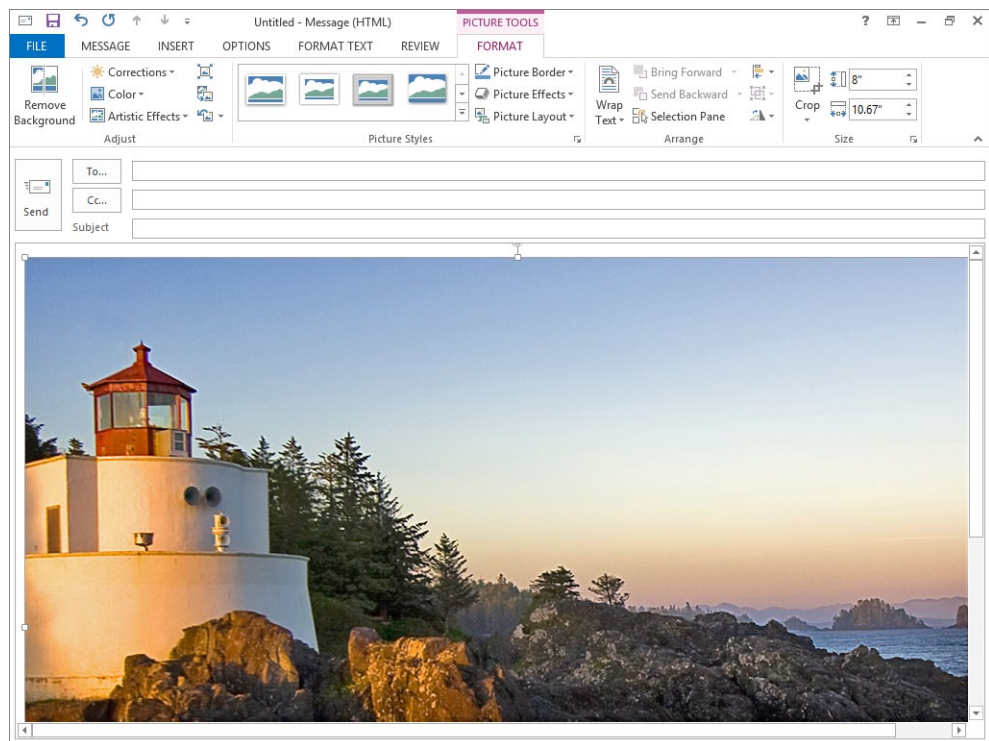 Untitled - Message (HTML)
PICTURE TOOLS
?
FILE MESSAGE INSERT OPTIONS FORMAT TEXT REVIEW FORMAT
Remove Background
Corrections
Color
Artistic Effects
Adjust
Picture Border
Picture Effects
Picture Layout
Picture Styles
Wrap Text
Bring Forward
Send Backward
Selection Pane
Arrange
Crop
8"
10.67"
Size
Send
To...
Cc...
Subject